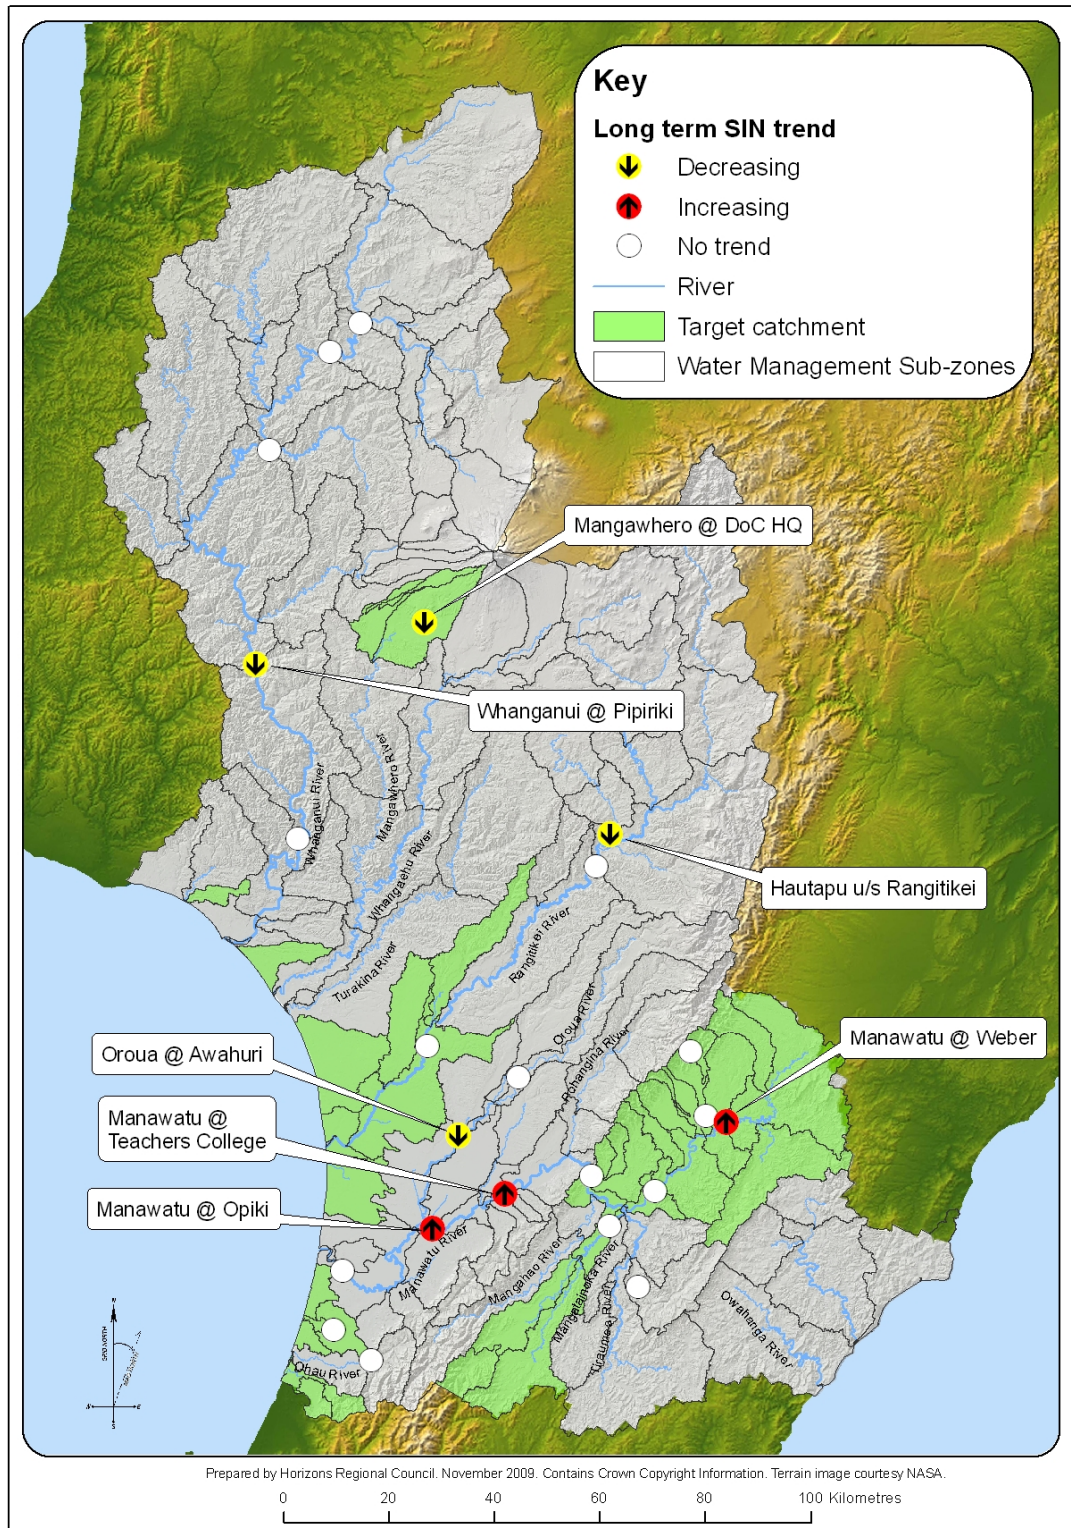 Key
Long term SIN trend
Decreasing
Increasing
No trend
River
Target catchment
Water Management Sub-zones
Mangawhero @ DoC HQ
Whanganui @ Pipiriki
Hautapu u/s Rangitikei
Manawatu @ Weber
Oroua @ Awahuri
Manawatu @
Teachers College
Manawatu @ Opiki
Whanganui River
Mangawhero River
Whangaehu River
Turakina River
Rangitikei River
Oroua River
Pohangina River
Manawatu River
Mangahao River
Mangatainoka River
Tiraumea River
Owahanga River
Ohau River
N
GRID NORTH
W
E
S
Prepared by Horizons Regional Council. November 2009. Contains Crown Copyright Information. Terrain image courtesy NASA.
0 20 40 60 80 100 Kilometres